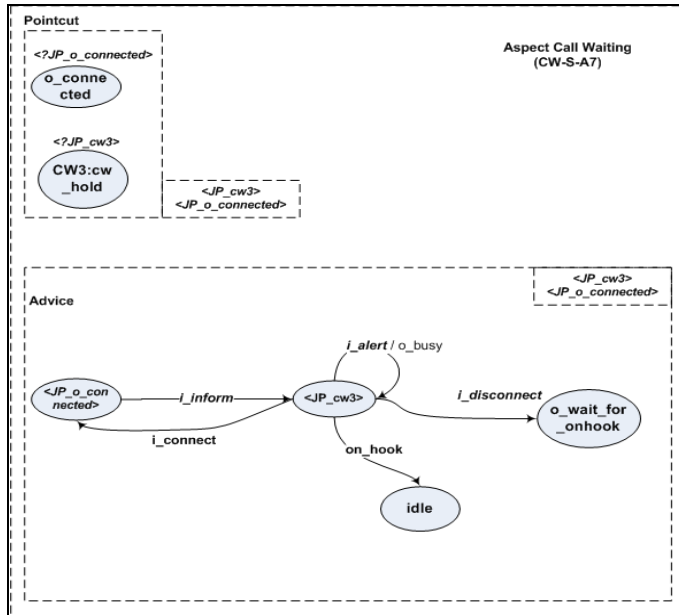 Pointcut
Aspect Call Waiting
(CW-S-A7)
<?JP_o_connected>
o_conne
cted
<?JP_cw3>
CW3:cw
_hold
<JP_cw3>
<JP_o_connected>
<JP_cw3>
<JP_o_connected>
Advice
i_alert / o_busy
<JP_o_con
nected>
i_inform
<JP_cw3>
i_disconnect
o_wait_for
_onhook
i_connect
on_hook
idle